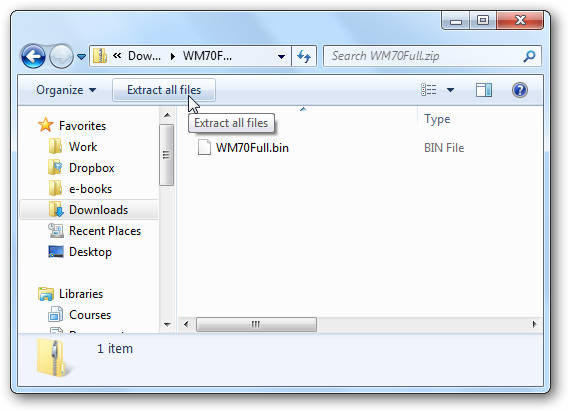 « Dow... ▸ WM70F...
Search WM70Full.zip
Organize
Extract all files
Extract all files
Type
WM70Full.bin
BIN File
Favorites
Work
Dropbox
e-books
Downloads
Recent Places
Desktop
Libraries
Courses
1 item